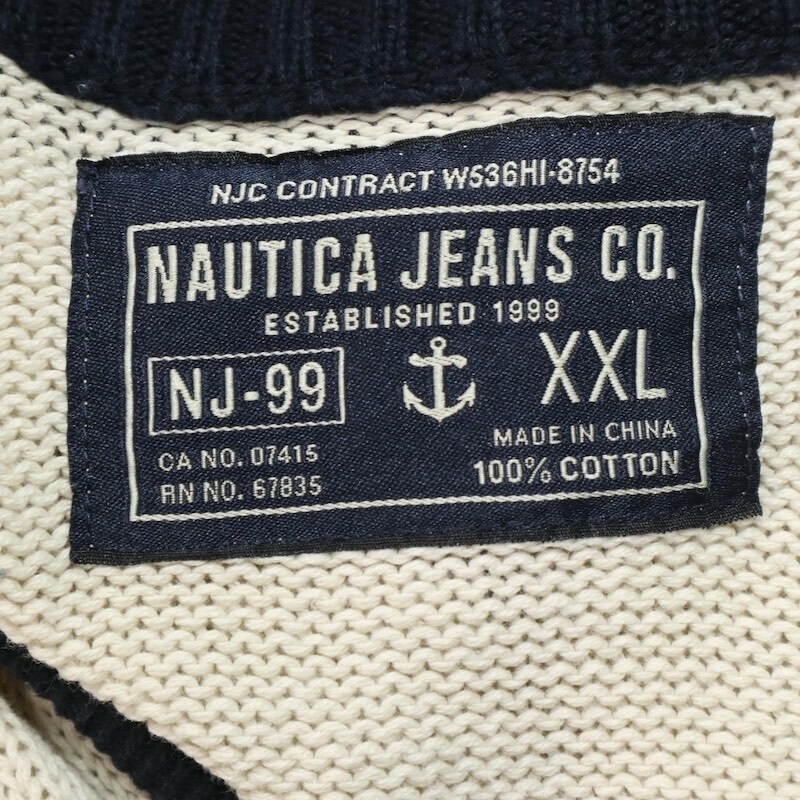 NJC CONTRACT W536HI-8754
NAUTICA JEANS CO.
ESTABLISHED 1999
NJ-99
XXL
CA NO. 07415
RN NO. 67835
MADE IN CHINA
100% COTTON